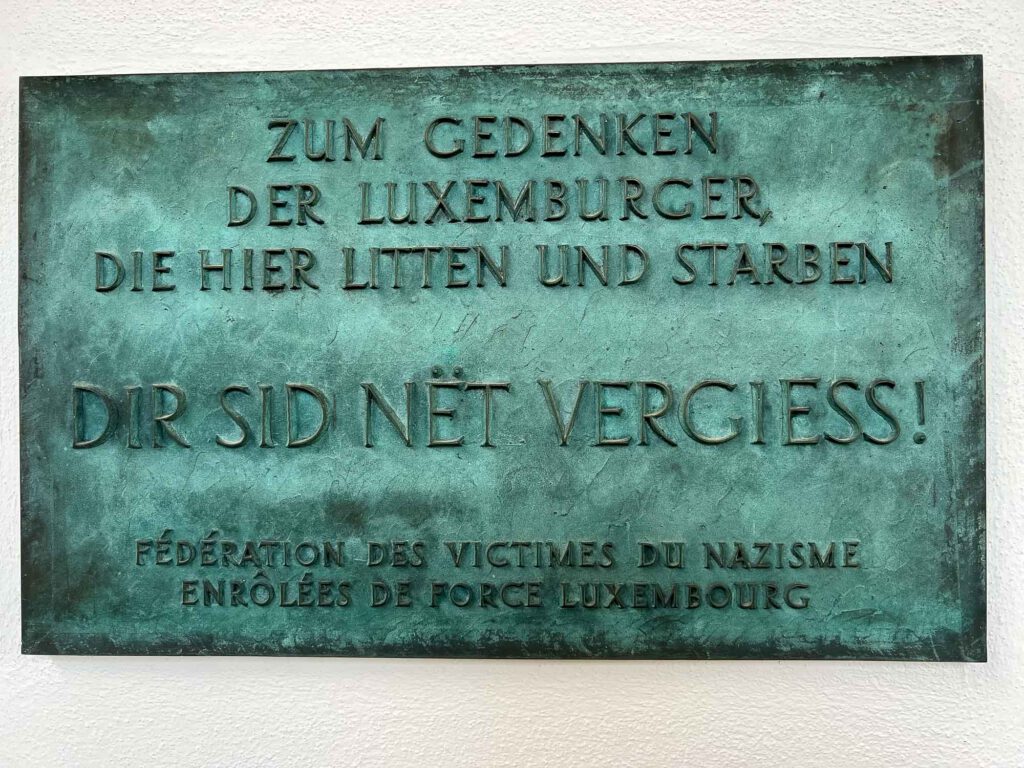 ZUM GEDENKEN
DER LUXEMBURGER,
DIE HIER LITTEN UND STARBEN
DIR SID NËT VERGIESS!
FÉDÉRATION DES VICTIMES DU NAZISME
ENRÔLÉES DE FORCE LUXEMBOURG